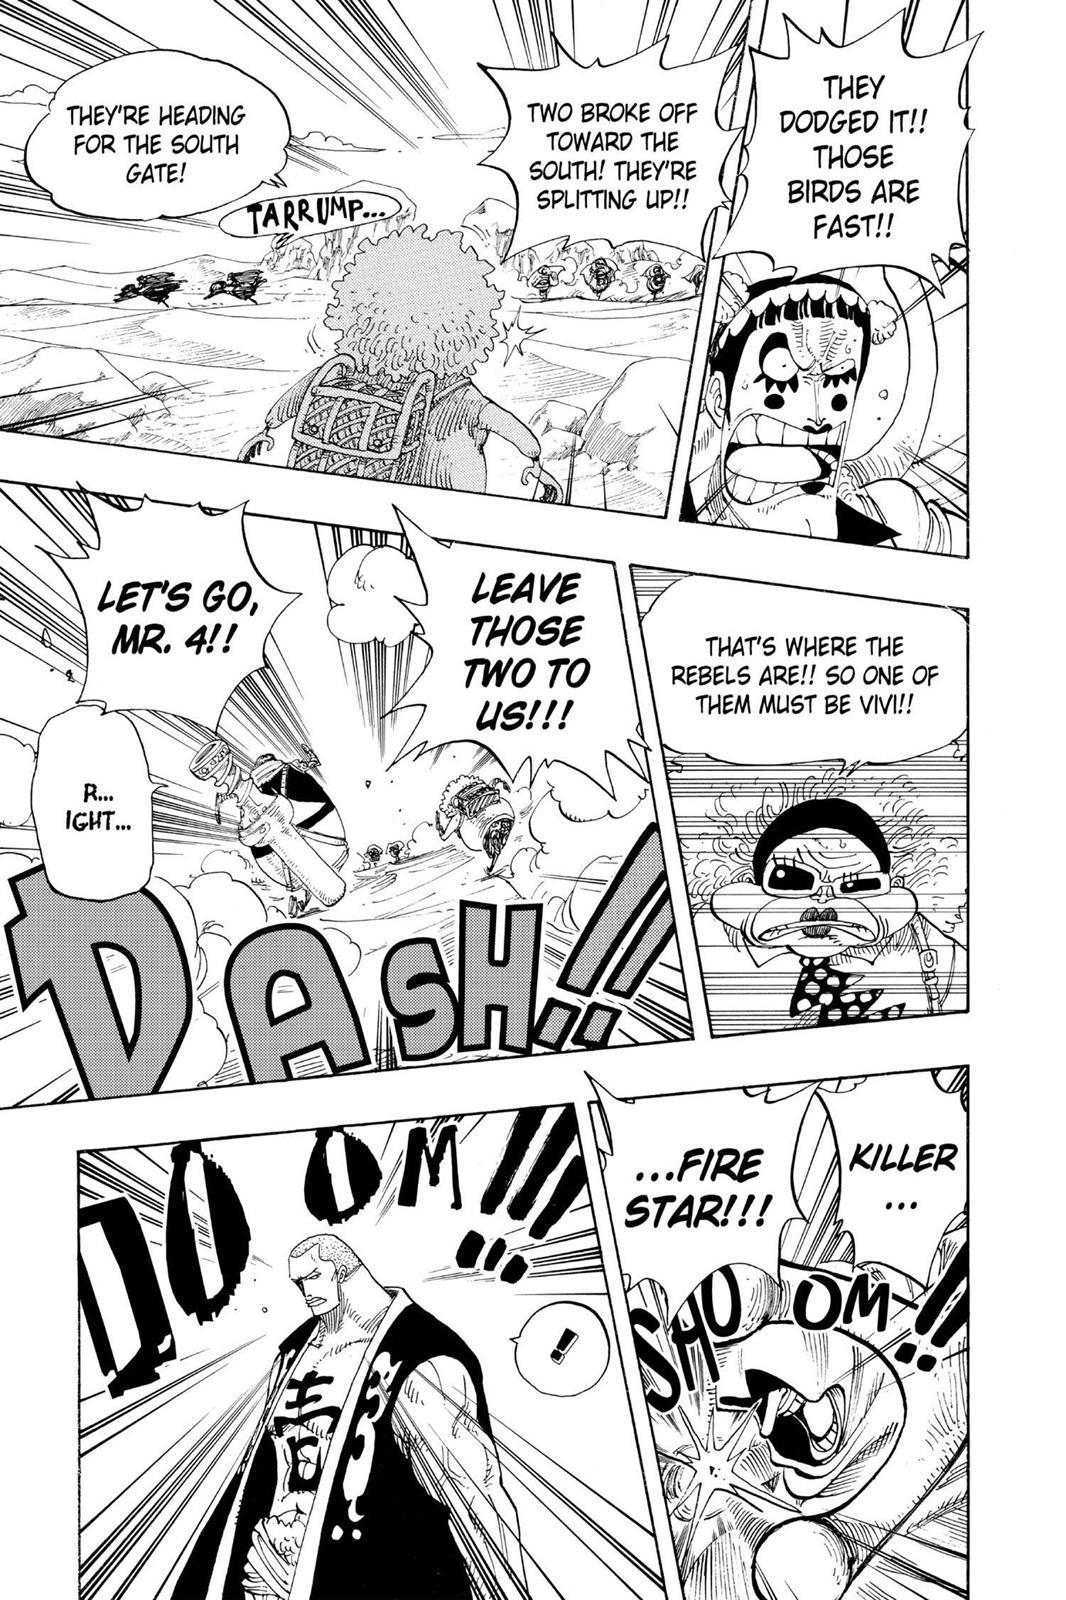 THEY
DODGED IT!!
THOSE
BIRDS ARE
FAST!!
TWO BROKE OFF
TOWARD THE
SOUTH! THEY'RE
SPLITTING UP!!
THEY'RE HEADING
FOR THE SOUTH
GATE!
TARRUMP...
THAT'S WHERE THE
REBELS ARE!! SO ONE OF
THEM MUST BE VIVI!!
LEAVE
THOSE
TWO TO
US!!!
LET'S GO,
MR. 4!!
R...
IGHT...
DASH!!
KILLER
...
...FIRE
STAR!!!
SHOOOM--!!
!
DOOOM!!!
...!!!